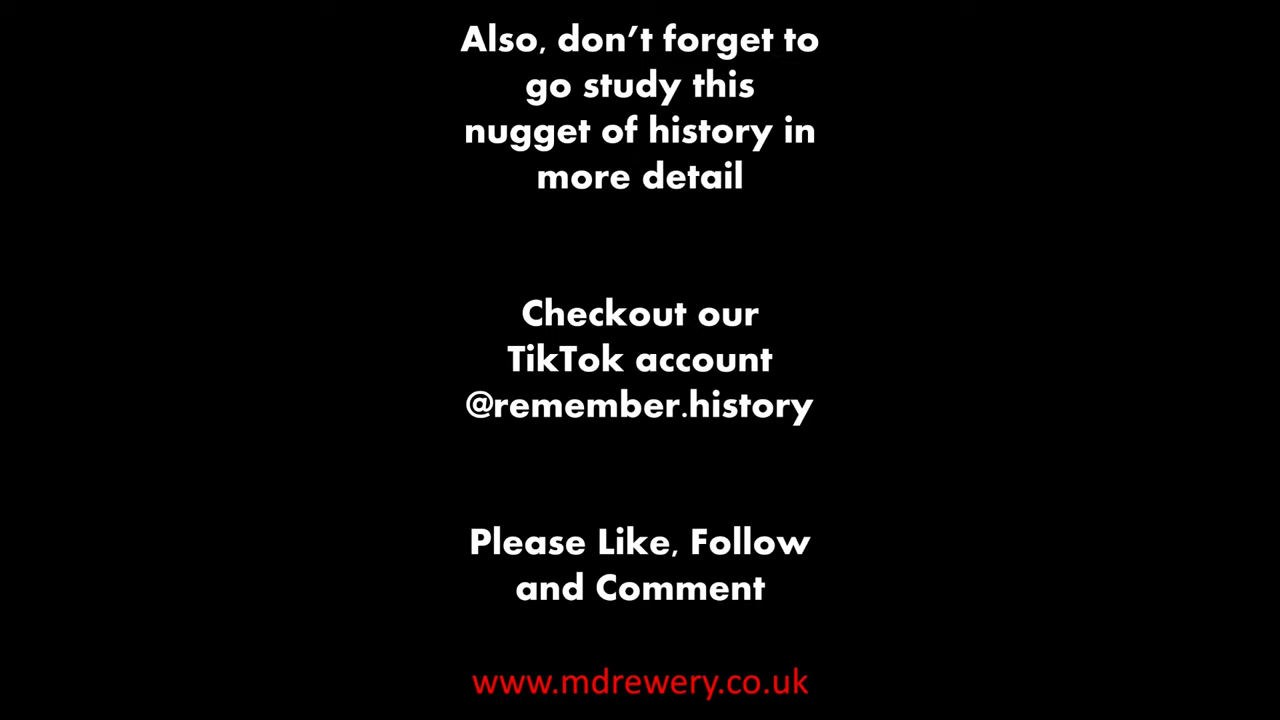 Also, don’t forget to
go study this
nugget of history in
more detail
Checkout our
TikTok account
@remember.history
Please Like, Follow
and Comment
www.mdrewery.co.uk